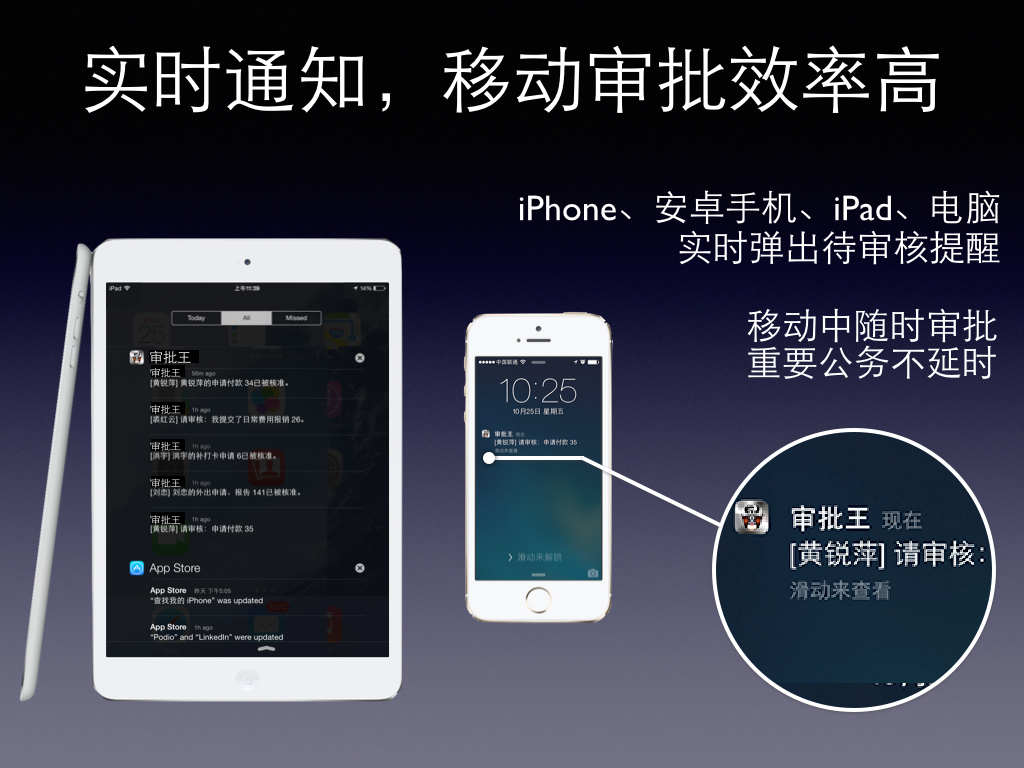 实时通知，移动审批效率高
iPhone、安卓手机、iPad、电脑
实时弹出待审核提醒
移动中随时审批
重要公务不延时
iPad
上午11:39
14%
Today All Missed
审批王
审批王 56m ago
[黄锐萍] 黄锐萍的申请付款 34已被核准。
审批王 1h ago
[裘红云] 请审核：我提交了日常费用报销 26。
审批王 1h ago
[洪宇] 洪宇的补打卡申请 6已被核准。
审批王 1h ago
[刘恋] 刘恋的外出申请、报告 141已被核准。
审批王 1h ago
[黄锐萍] 请审核：申请付款 35
App Store
App Store 昨天 下午5:05
“查找我的 iPhone” was updated
App Store 1h ago
“Podio” and “LinkedIn” were updated
中国联通
10:25
10月25日 星期五
审批王 现在
[黄锐萍] 请审核：申请付款 35
滑动来查看
滑动来解锁
审批王 现在
[黄锐萍] 请审核：
滑动来查看